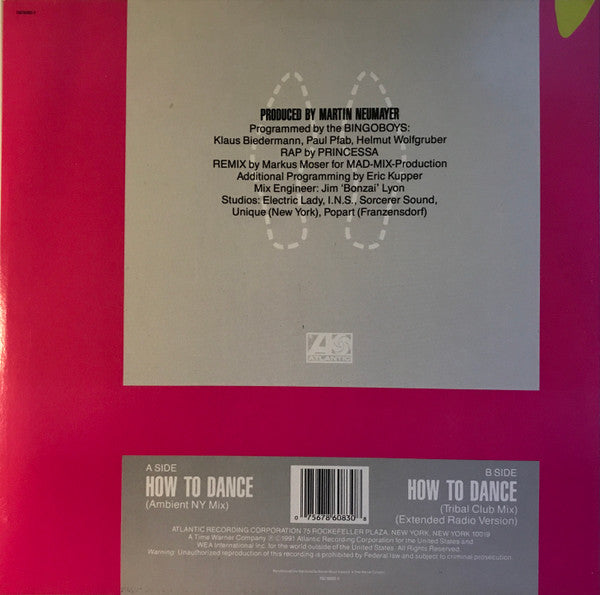 PRODUCED BY MARTIN NEUMAYER
Programmed by the BINGOBOYS:
Klaus Biedermann, Paul Pfab, Helmut Wolfgruber
RAP by PRINCESSA
REMIX by Markus Moser for MAD-MIX-Production
Additional Programming by Eric Kupper
Mix Engineer: Jim 'Bonzai' Lyon
Studios: Electric Lady, I.N.S., Sorcerer Sound,
Unique (New York), Popart (Franzensdorf)
ATLANTIC
A SIDE
HOW TO DANCE
(Ambient NY Mix)
0 75678 60830 8
B SIDE
HOW TO DANCE
(Tribal Club Mix)
(Extended Radio Version)
ATLANTIC RECORDING CORPORATION 75 ROCKEFELLER PLAZA, NEW YORK, NEW YORK 10019
A Time Warner Company ℗ © 1991 Atlantic Recording Corporation for the United States and
WEA International Inc. for the world outside of the United States. All Rights Reserved.
Warning: Unauthorized reproduction of this recording is prohibited by Federal law and subject to criminal prosecution.